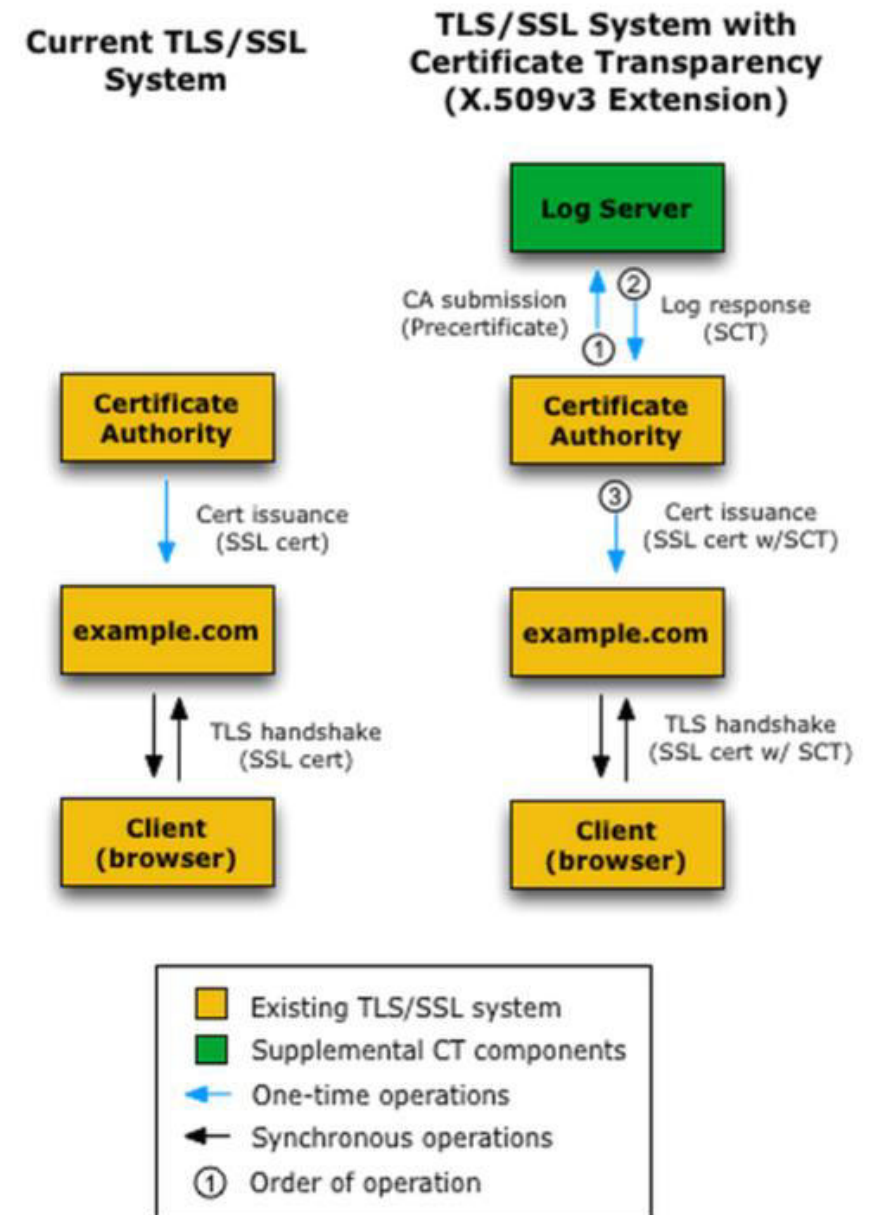 Current TLS/SSL
System
TLS/SSL System with
Certificate Transparency
(X.509v3 Extension)
Log Server
CA submission
(Precertificate)
1
2
Log response
(SCT)
Certificate
Authority
Cert issuance
(SSL cert)
example.com
TLS handshake
(SSL cert)
Client
(browser)
Certificate
Authority
3
Cert issuance
(SSL cert w/SCT)
example.com
TLS handshake
(SSL cert w/ SCT)
Client
(browser)
Existing TLS/SSL system
Supplemental CT components
One-time operations
Synchronous operations
1 Order of operation